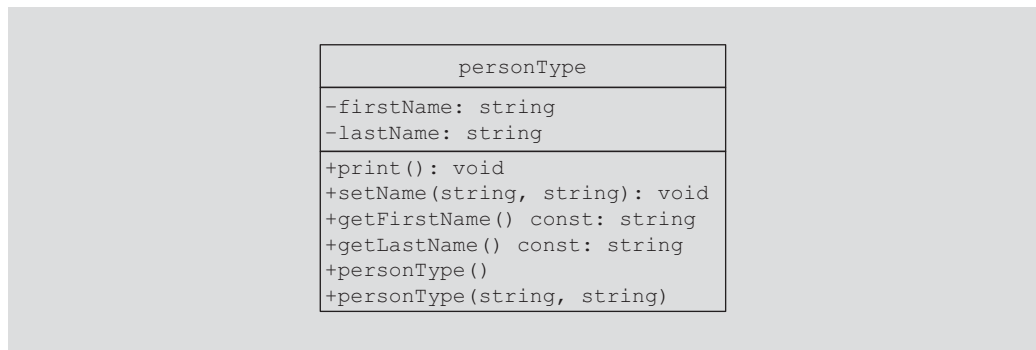 personType
-firstName: string
-lastName: string
+print(): void
+setName(string, string): void
+getFirstName() const: string
+getLastName() const: string
+personType()
+personType(string, string)